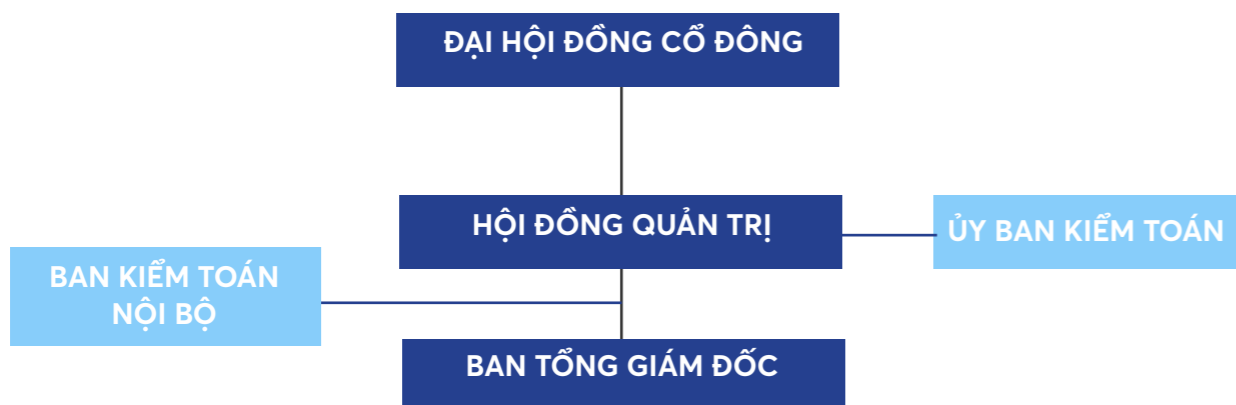 ĐẠI HỘI ĐỒNG CỔ ĐÔNG
HỘI ĐỒNG QUẢN TRỊ
ỦY BAN KIỂM TOÁN
BAN KIỂM TOÁN
NỘI BỘ
BAN TỔNG GIÁM ĐỐC